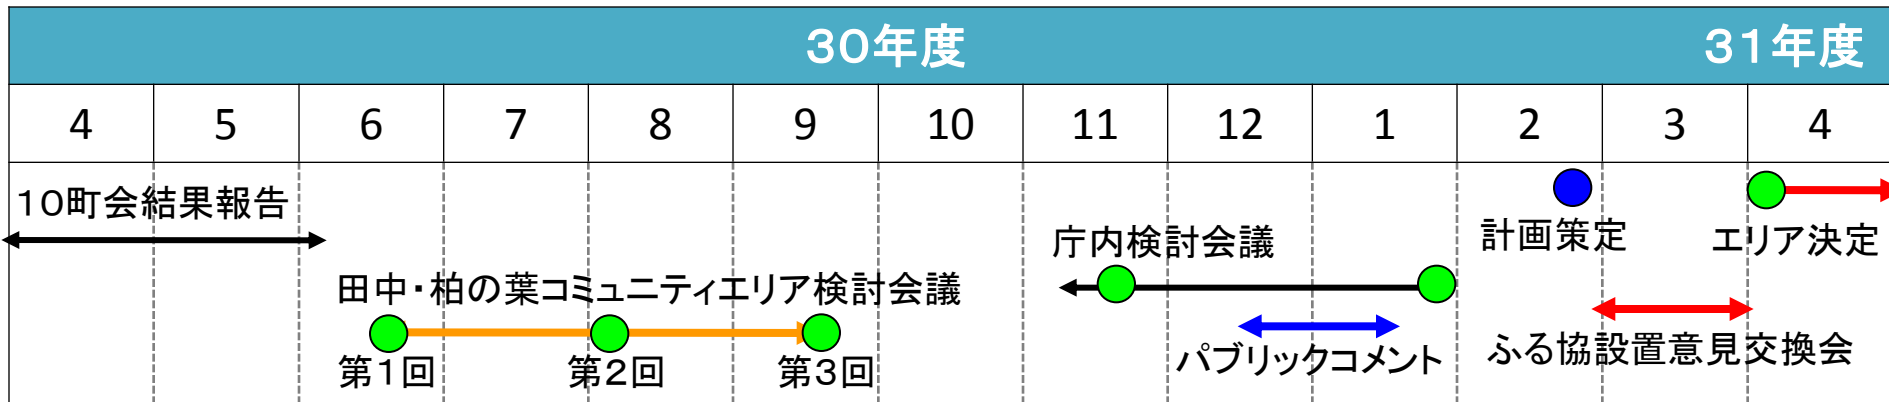 ３０年度 ３１年度
4 5 6 7 8 9 10 11 12 1 2 3 4
１０町会結果報告
庁内検討会議
計画策定
エリア決定
田中・柏の葉コミュニティエリア検討会議
第１回 第２回 第３回
パブリックコメント
ふる協設置意見交換会